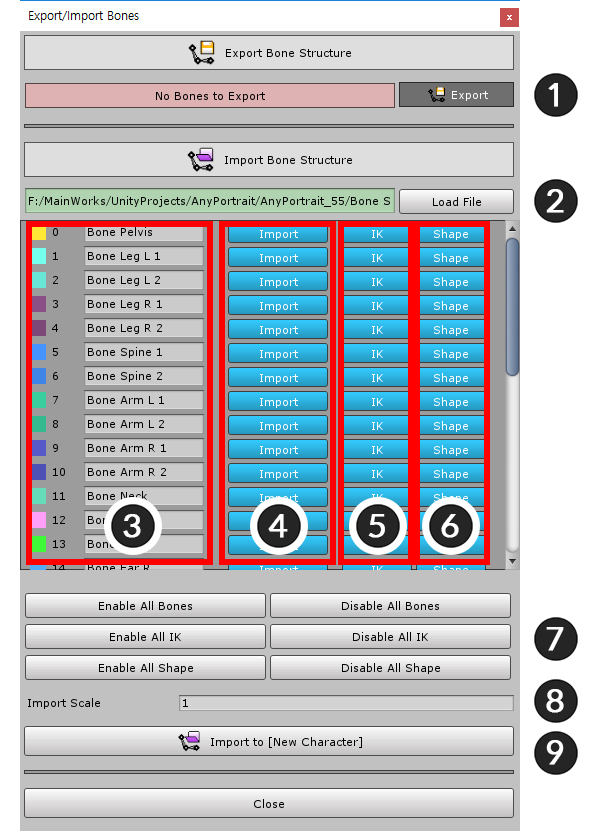 Export/Import Bones x
Export Bone Structure
No Bones to Export Export 1
Import Bone Structure
F:/MainWorks/UnityProjects/AnyPortrait/AnyPortrait_55/Bone S Load File 2
0 Bone Pelvis Import IK Shape
1 Bone Leg L 1 Import IK Shape
2 Bone Leg L 2 Import IK Shape
3 Bone Leg R 1 Import IK Shape
4 Bone Leg R 2 Import IK Shape
5 Bone Spine 1 Import IK Shape
6 Bone Spine 2 Import IK Shape
7 Bone Arm L 1 Import IK Shape
8 Bone Arm L 2 Import IK Shape
9 Bone Arm R 1 Import IK Shape
10 Bone Arm R 2 Import IK Shape
11 Bone Neck Import IK Shape
12
3 4 5 6
13
14 Bone Ear R Import IK Shape
Enable All Bones Disable All Bones
Enable All IK Disable All IK 7
Enable All Shape Disable All Shape
Import Scale 1 8
Import to [New Character] 9
Close